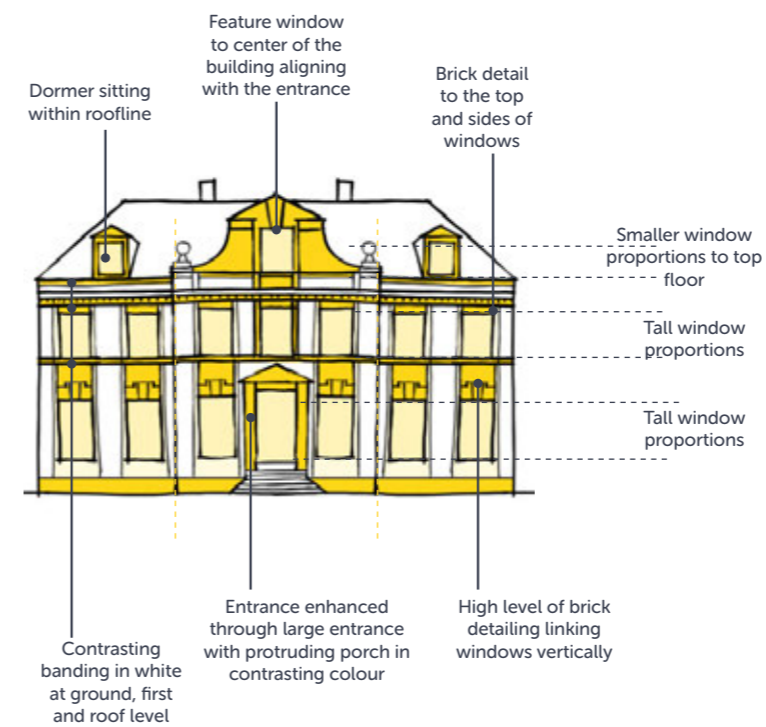 Feature window
to center of the
building aligning
with the entrance
Dormer sitting
within roofline
Brick detail
to the top
and sides of
windows
Smaller window
proportions to top
floor
Tall window
proportions
Tall window
proportions
Entrance enhanced
through large entrance
with protruding porch in
contrasting colour
High level of brick
detailing linking
windows vertically
Contrasting
banding in white
at ground, first
and roof level